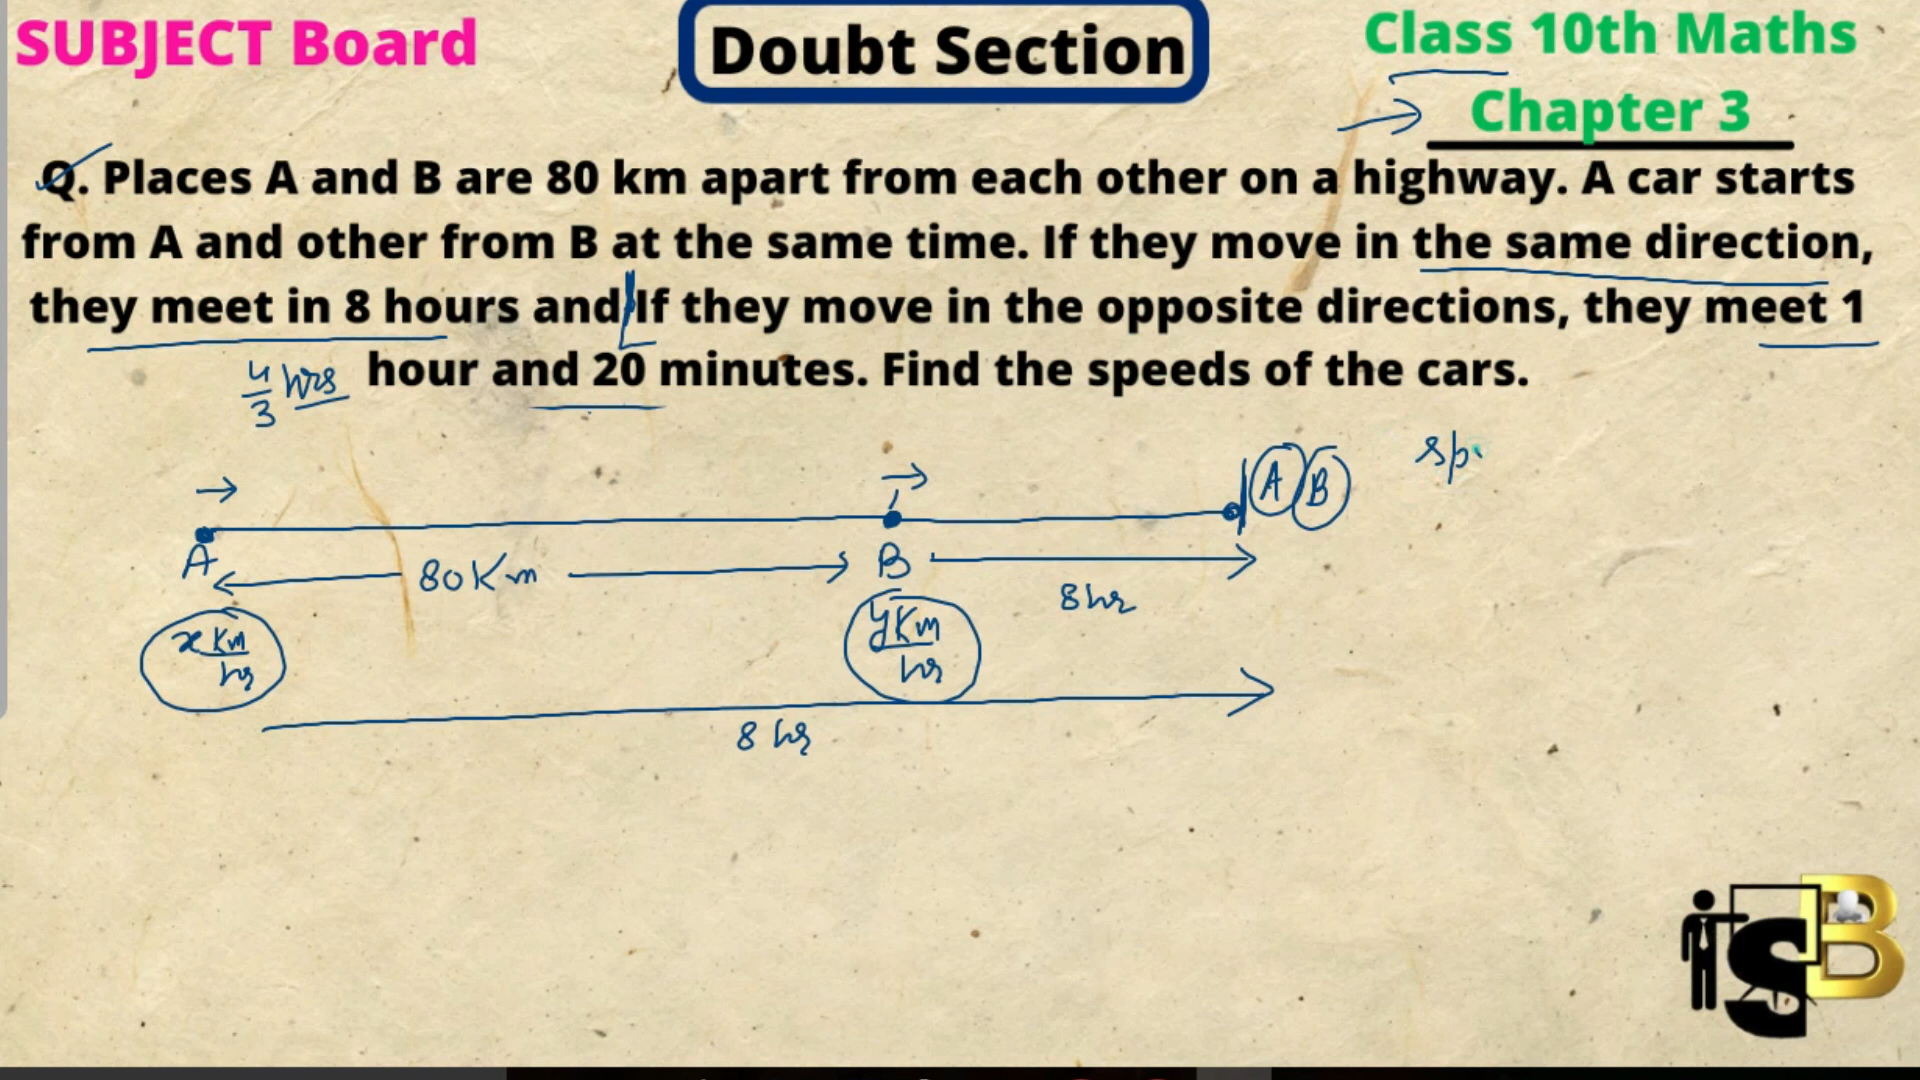 SUBJECT Board
Doubt Section
Class 10th Maths
Chapter 3
Q. Places A and B are 80 km apart from each other on a highway. A car starts
from A and other from B at the same time. If they move in the same direction,
they meet in 8 hours and If they move in the opposite directions, they meet 1
hour and 20 minutes. Find the speeds of the cars.
4/3 hrs
A B
sp
A
80 Km
B
8 hr
x Km/hr
y Km/hr
8 hr
SB